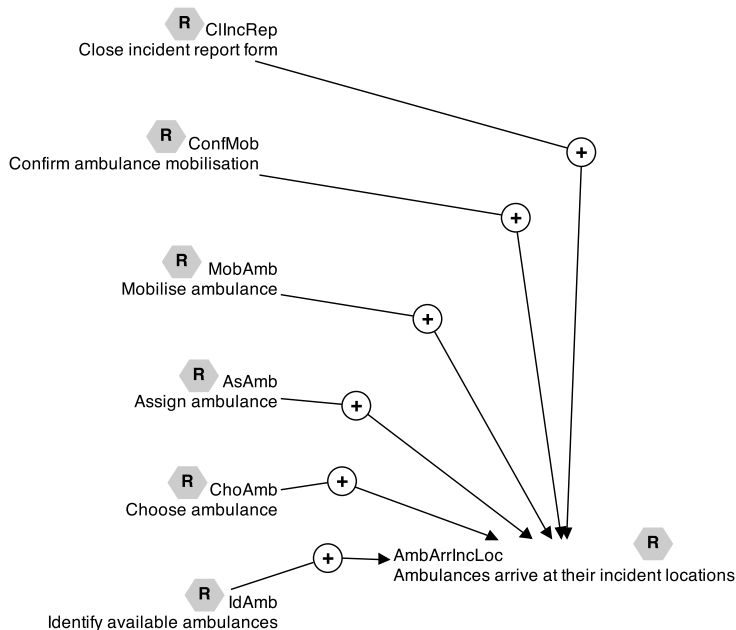 R ClIncRep
Close incident report form
+
R ConfMob
Confirm ambulance mobilisation
+
R MobAmb
Mobilise ambulance
+
R AsAmb
Assign ambulance
+
R ChoAmb
Choose ambulance
+
R
AmbArrIncLoc
Ambulances arrive at their incident locations
+
R IdAmb
Identify available ambulances